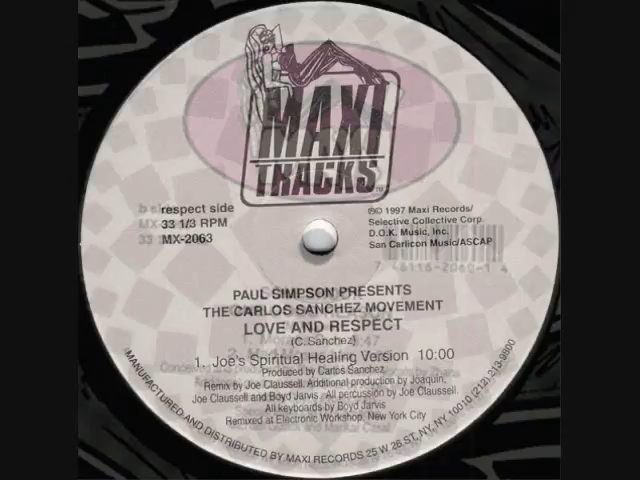 MAXI
TRACKS
respect side
33 1/3 RPM
MX-2063
℗© 1997 Maxi Records/
Selective Collective Corp.
D.O.K. Music, Inc.
San Carlicon Music/ASCAP
PAUL SIMPSON PRESENTS
THE CARLOS SANCHEZ MOVEMENT
LOVE AND RESPECT
(C. Sanchez)
1. Joe's Spiritual Healing Version 10:00
Produced by Carlos Sanchez
Remix by Joe Claussell. Additional production by Joaquin,
Joe Claussell and Boyd Jarvis. All percussion by Joe Claussell.
All keyboards by Boyd Jarvis
Remixed at Electronic Workshop, New York City
MANUFACTURED AND DISTRIBUTED BY MAXI RECORDS 25 W 26 ST, NY, NY 10010 (212) 213-9800